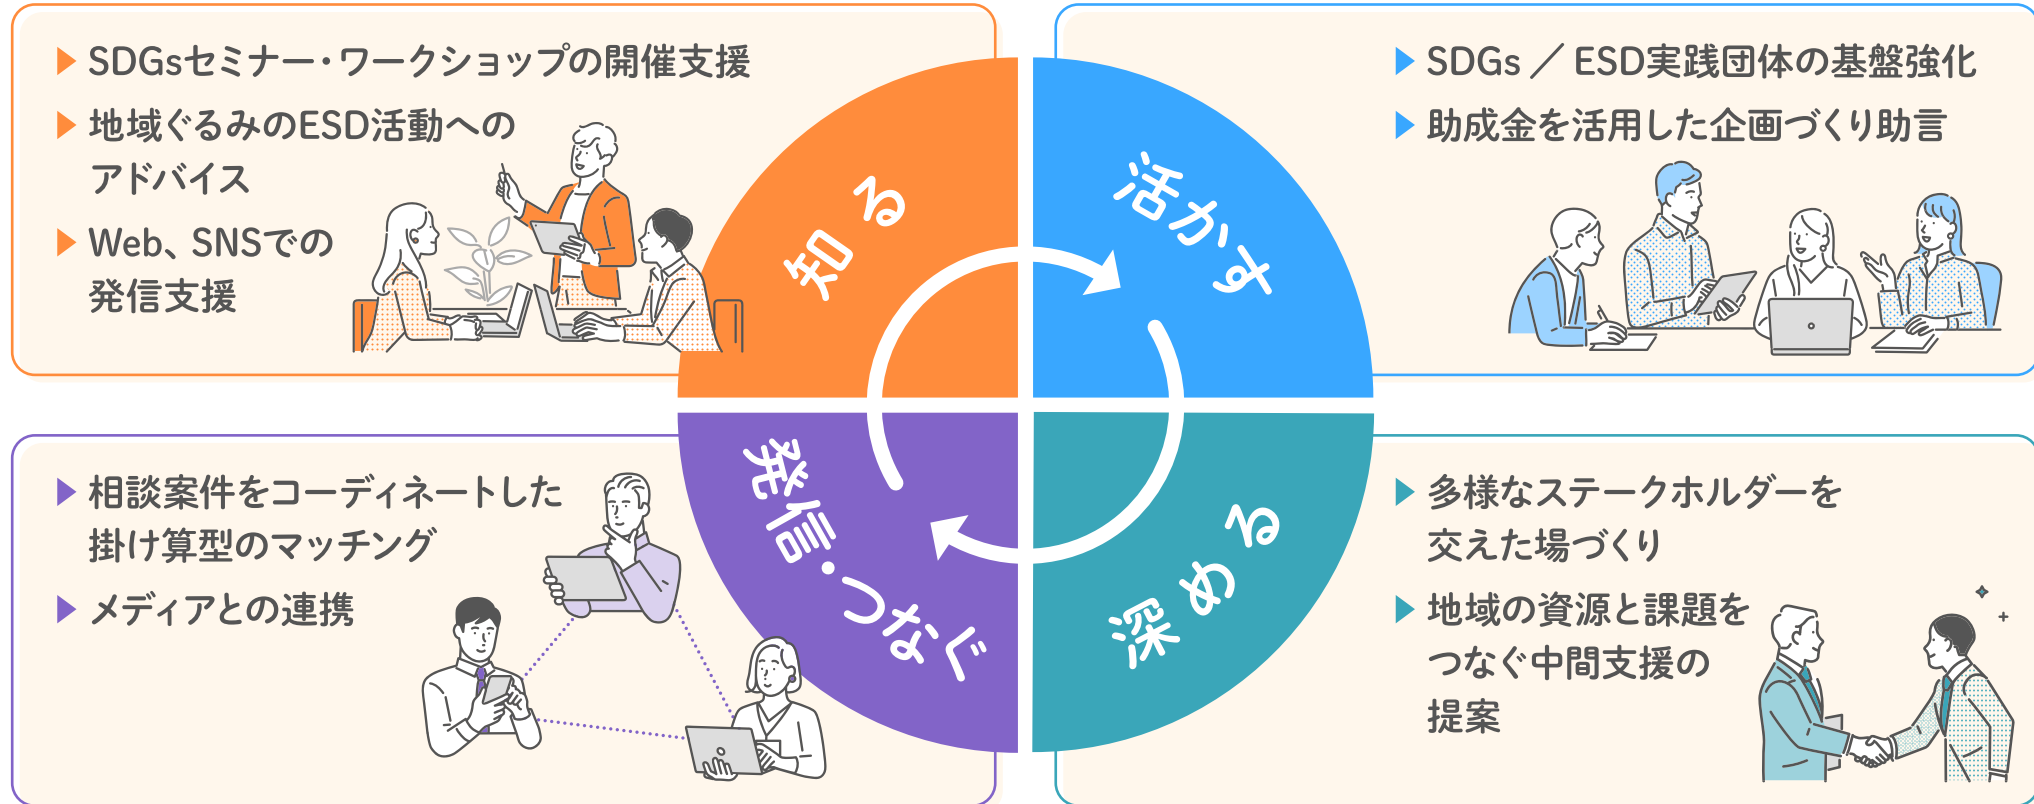 SDGsセミナー・ワークショップの開催支援
地域ぐるみのESD活動への
アドバイス
Web、SNSでの
発信支援
知る
活かす
SDGs／ESD実践団体の基盤強化
助成金を活用した企画づくり助言
相談案件をコーディネートした
掛け算型のマッチング
メディアとの連携
発信・つなぐ
深める
多様なステークホルダーを
交えた場づくり
地域の資源と課題を
つなぐ中間支援の
提案